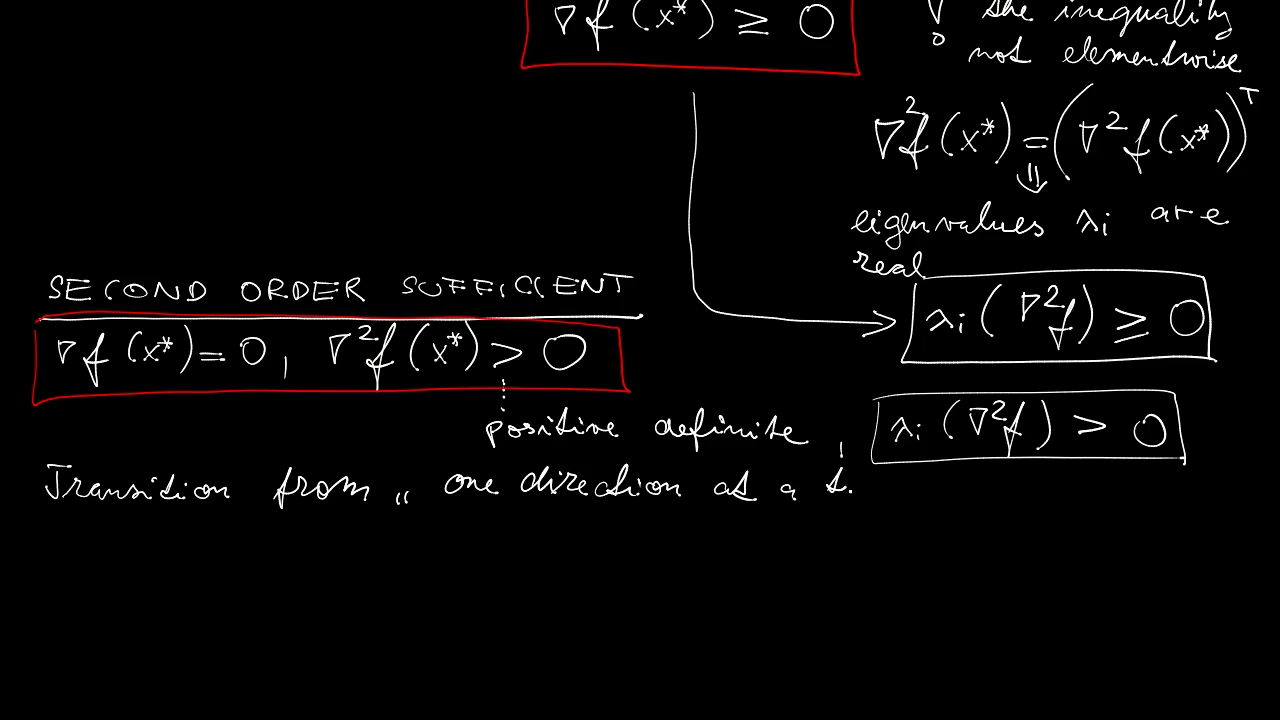 ∇f (x*) ≥ 0
the inequality
not elementwise
∇²f (x*) = (∇²f(x*))ᵀ
⇓
eigenvalues λi are
real
λi (∇²f) ≥ 0
SECOND ORDER SUFFICIENT
∇f (x*) = 0, ∇²f (x*) > 0
positive definite, λi (∇²f) > 0
Transition from „ one direction at a t.